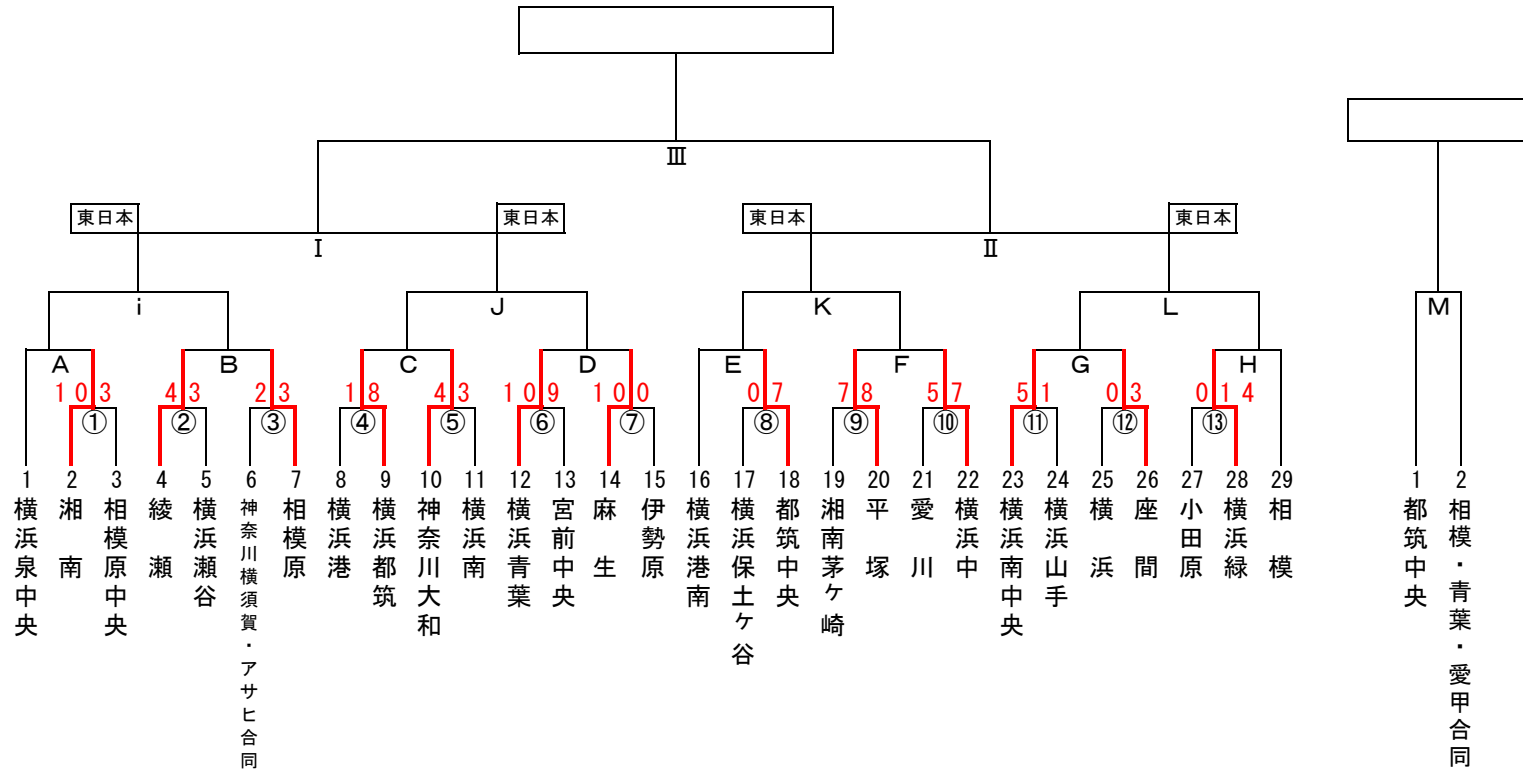 Ⅲ
東日本 東日本 東日本 東日本
Ⅰ Ⅱ
i J K L M
A B C D E F G H
10 3 4 3 2 3 1 8 4 3 10 9 10 0 0 7 7 8 5 7 5 1 0 3 0 14
① ② ③ ④ ⑤ ⑥ ⑦ ⑧ ⑨ ⑩ ⑪ ⑫ ⑬
1 横浜泉中央
2 湘南
3 相模原中央
4 綾瀬
5 横浜瀬谷
6 神奈川横須賀・アサヒ合同
7 相模原
8 横浜港
9 横浜都筑
10 神奈川大和
11 横浜南
12 横浜青葉
13 宮前中央
14 麻生
15 伊勢原
16 横浜港南
17 横浜保土ケ谷
18 都筑中央
19 湘南茅ケ崎
20 平塚
21 愛川
22 横浜中
23 横浜南中央
24 横浜山手
25 横浜
26 座間
27 小田原
28 横浜緑
29 相模
1 都筑中央
2 相模・青葉・愛甲合同